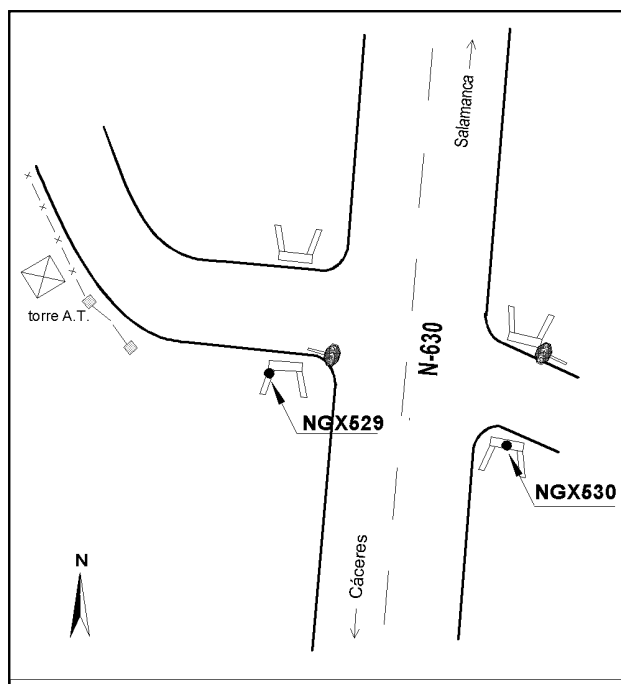 Salamanca
torre A.T.
N-630
NGX529
NGX530
N
Cáceres